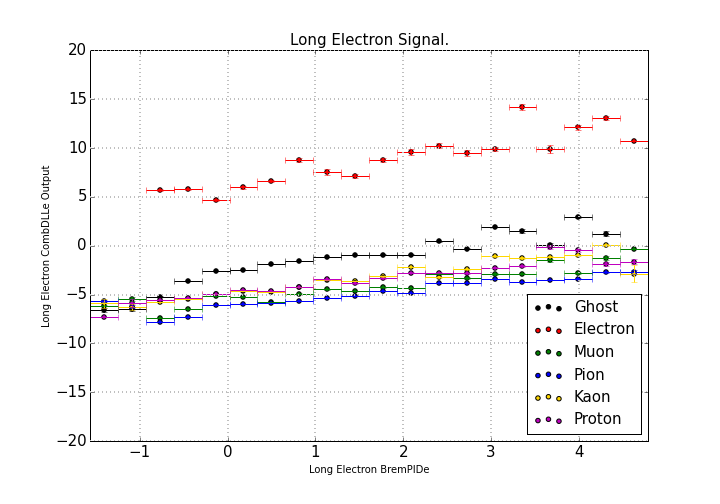 Long Electron Signal.
20
15
10
5
0
−5
−10
−15
−20
Long Electron CombDLLe Output
−1 0 1 2 3 4
Long Electron BremPIDe
Ghost
Electron
Muon
Pion
Kaon
Proton